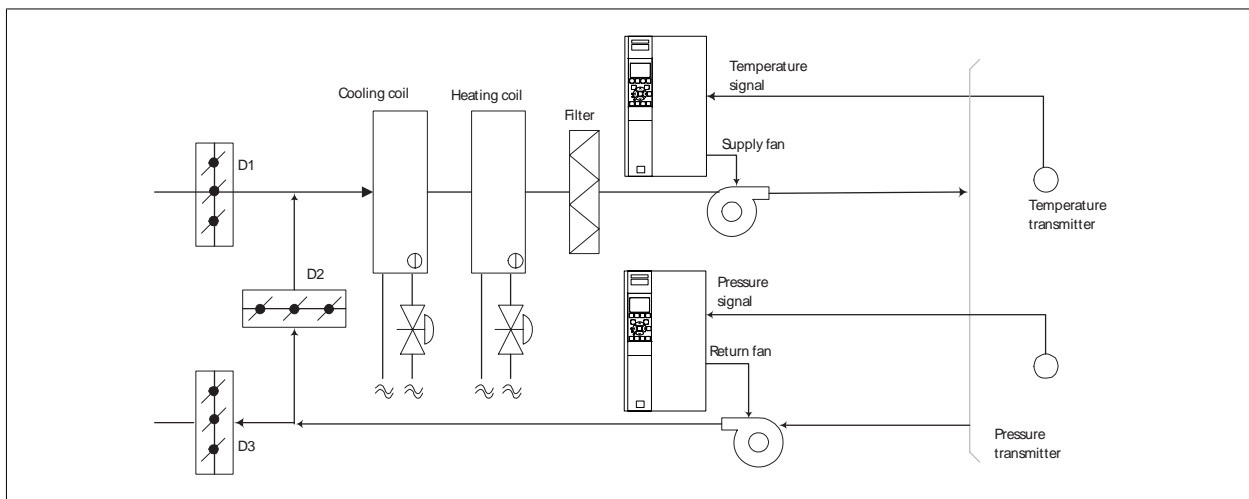 Temperature
signal
Cooling coil
Heating coil
Filter
D1
Supply fan
Temperature
transmitter
D2
Pressure
signal
Return fan
D3
Pressure
transmitter